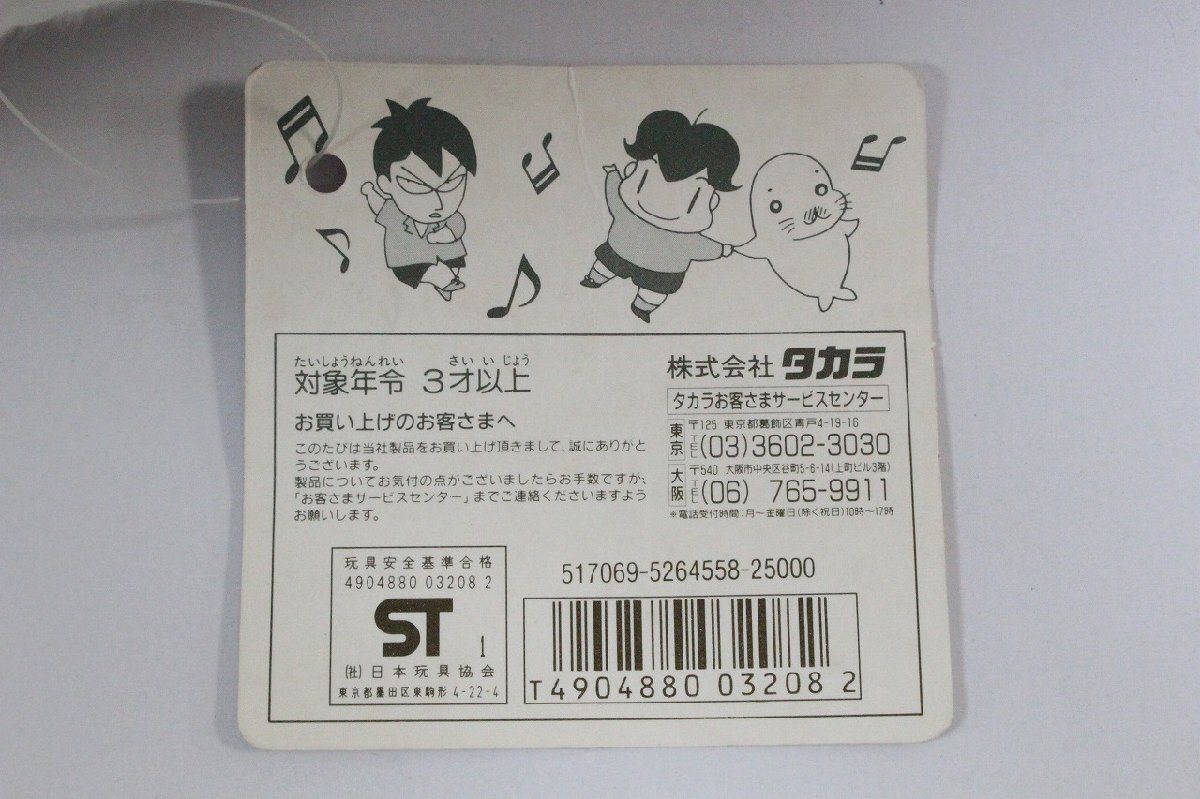 たいしょうねんれい さい いじょう
対象年令 3才以上
お買い上げのお客さまへ
このたびは当社製品をお買い上げ頂きまして、誠にありがと
うございます。
製品についてお気付の点がございましたらお手数ですが、
「お客さまサービスセンター」までご連絡くださいますよう
お願いします。
株式会社 タカラ
タカラお客さまサービスセンター
東京 〒125 東京都葛飾区青戸4-19-16
TEL (03)3602-3030
大阪 〒540 大阪市中央区谷町5-6-14(上町ビル3階)
TEL (06) 765-9911
※電話受付時間:月〜金曜日(除く祝日)10時〜17時
玩具安全基準合格
4904880 03208 2
ST 1
(社)日本玩具協会
東京都墨田区東駒形 4-22-4
517069-5264558-25000
T4904880 03208 2